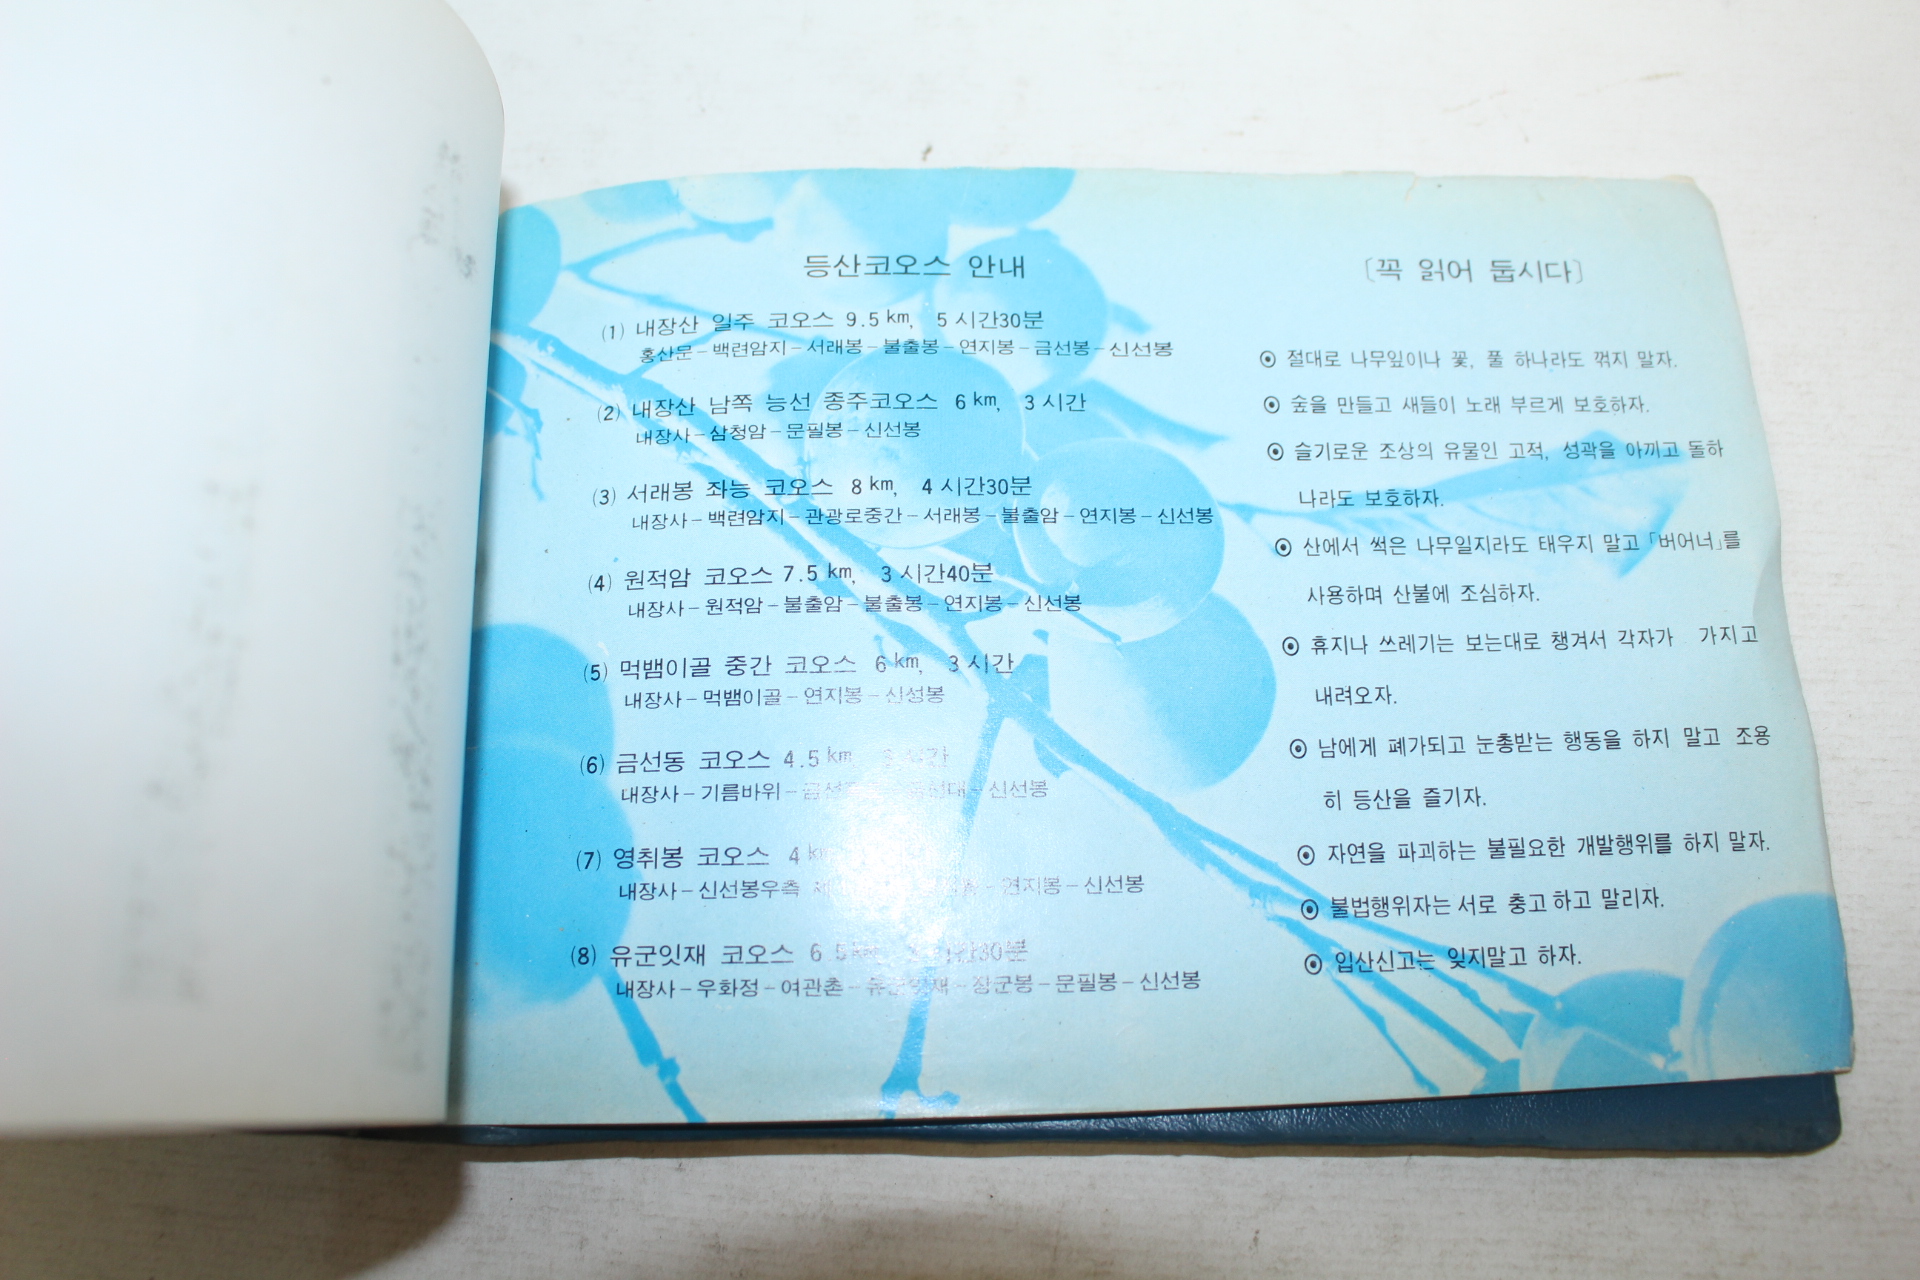 등산코오스 안내
(1) 내장산 일주 코오스 9.5km, 5시간30분
홍산문-백련암지-서래봉-불출봉-연지봉-금선봉-신선봉
(2) 내장산 남쪽 능선 종주코오스 6km, 3시간
내장사-삼청암-문필봉-신선봉
(3) 서래봉 좌능 코오스 8km, 4시간30분
내장사-백련암지-관광로중간-서래봉-불출암-연지봉-신선봉
(4) 원적암 코오스 7.5km, 3시간40분
내장사-원적암-불출암-불출봉-연지봉-신선봉
(5) 먹뱀이골 중간 코오스 6km, 3시간
내장사-먹뱀이골-연지봉-신성봉
(6) 금선동 코오스 4.5km, 3시간
내장사-기름바위-신선봉
(7) 영취봉 코오스 4km
내장사-신선봉우측-연지봉-신선봉
(8) 유군잇재 코오스 6.5km, 시간30분
내장사-우화정-여관촌-유군잇재-장군봉-문필봉-신선봉
〔꼭 읽어 둡시다〕
⊙ 절대로 나무잎이나 꽃, 풀 하나라도 꺾지 말자.
⊙ 숲을 만들고 새들이 노래 부르게 보호하자.
⊙ 슬기로운 조상의 유물인 고적, 성곽을 아끼고 돌하
나라도 보호하자.
⊙ 산에서 썩은 나무일지라도 태우지 말고 「버어너」를
사용하며 산불에 조심하자.
⊙ 휴지나 쓰레기는 보는대로 챙겨서 각자가 가지고
내려오자.
⊙ 남에게 폐가되고 눈총받는 행동을 하지 말고 조용
히 등산을 즐기자.
⊙ 자연을 파괴하는 불필요한 개발행위를 하지 말자.
⊙ 불법행위자는 서로 충고하고 말리자.
⊙ 입산신고는 잊지말고 하자.